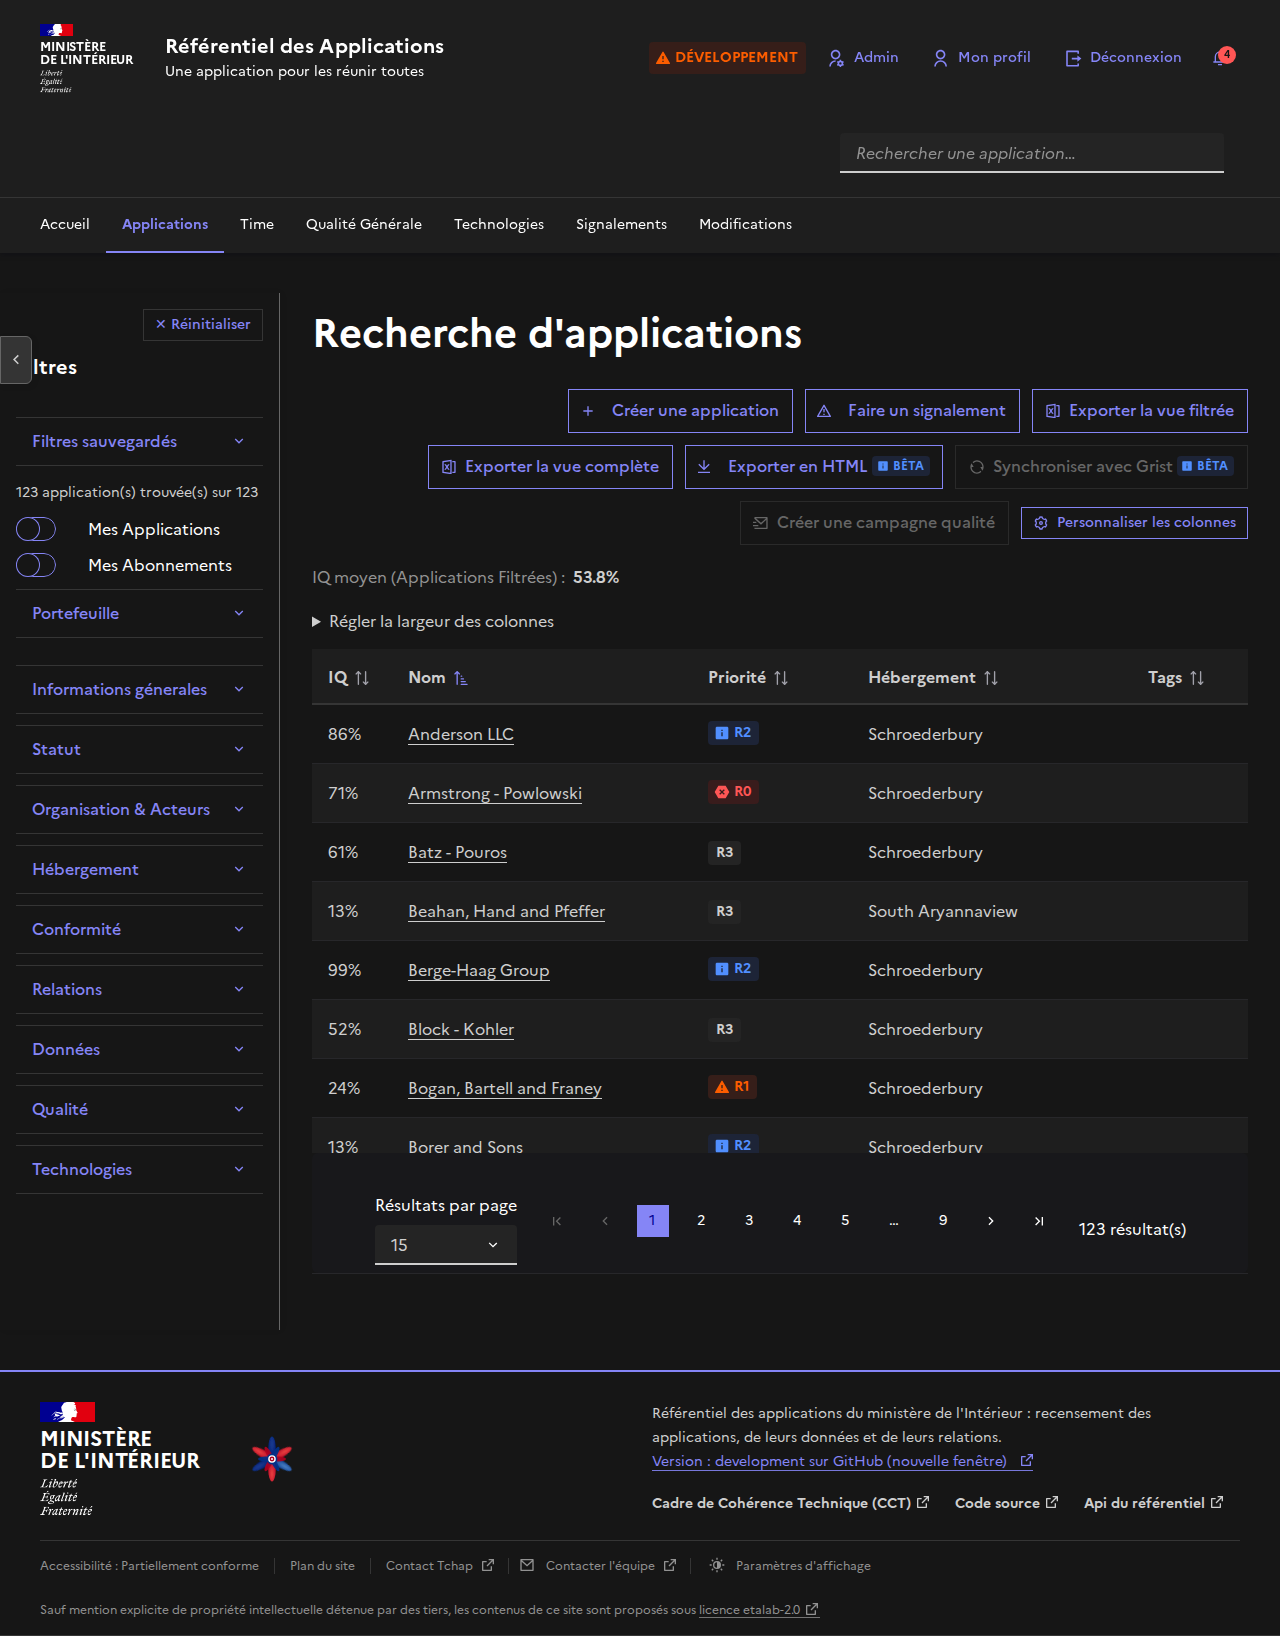 MINISTÈRE
DE L'INTÉRIEUR
Liberté
Égalité
Fraternité
Référentiel des Applications
Une application pour les réunir toutes
DÉVELOPPEMENT
Admin
Mon profil
Déconnexion
4
Rechercher une application…
Accueil
Applications
Time
Qualité Générale
Technologies
Signalements
Modifications
✕ Réinitialiser
ltres
Filtres sauvegardés
123 application(s) trouvée(s) sur 123
Mes Applications
Mes Abonnements
Portefeuille
Informations génerales
Statut
Organisation & Acteurs
Hébergement
Conformité
Relations
Données
Qualité
Technologies
Recherche d'applications
Créer une application
Faire un signalement
Exporter la vue filtrée
Exporter la vue complète
Exporter en HTML BÊTA
Synchroniser avec Grist BÊTA
Créer une campagne qualité
Personnaliser les colonnes
IQ moyen (Applications Filtrées) : 53.8%
Régler la largeur des colonnes
IQ Nom Priorité Hébergement Tags
86% Anderson LLC R2 Schroederbury
71% Armstrong - Powlowski R0 Schroederbury
61% Batz - Pouros R3 Schroederbury
13% Beahan, Hand and Pfeffer R3 South Aryannaview
99% Berge-Haag Group R2 Schroederbury
52% Block - Kohler R3 Schroederbury
24% Bogan, Bartell and Franey R1 Schroederbury
13% Borer and Sons R2 Schroederbury
Résultats par page
15
1 2 3 4 5 … 9
123 résultat(s)
MINISTÈRE
DE L'INTÉRIEUR
Liberté
Égalité
Fraternité
Référentiel des applications du ministère de l'Intérieur : recensement des
applications, de leurs données et de leurs relations.
Version : development sur GitHub (nouvelle fenêtre)
Cadre de Cohérence Technique (CCT)
Code source
Api du référentiel
Accessibilité : Partiellement conforme
Plan du site
Contact Tchap
Contacter l'équipe
Paramètres d'affichage
Sauf mention explicite de propriété intellectuelle détenue par des tiers, les contenus de ce site sont proposés sous licence etalab-2.0